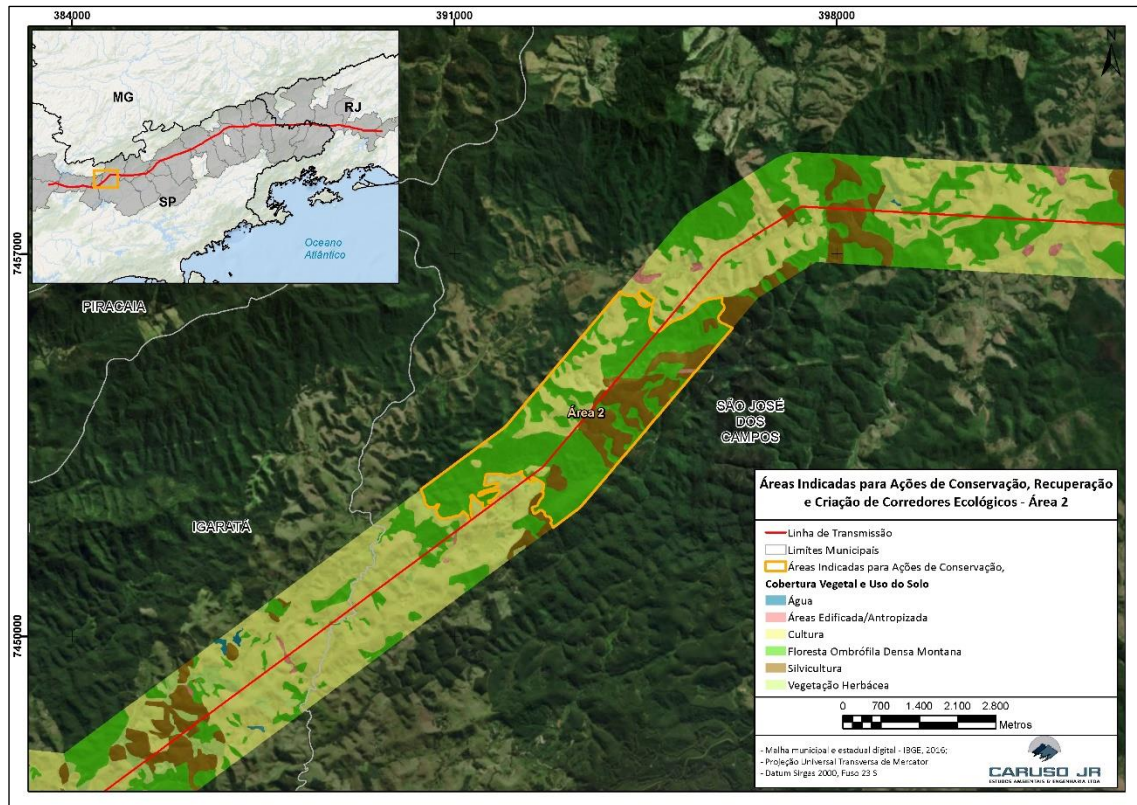 384000
391000
398000
7457000
7450000
N
MG
RJ
SP
Oceano
Atlântico
PIRACAIA
Área 2
SÃO JOSÉ
DOS
CAMPOS
IGARATÁ
Áreas Indicadas para Ações de Conservação, Recuperação
e Criação de Corredores Ecológicos - Área 2
Linha de Transmissão
Limites Municipais
Áreas Indicadas para Ações de Conservação,
Cobertura Vegetal e Uso do Solo
Água
Áreas Edificada/Antropizada
Cultura
Floresta Ombrófila Densa Montana
Silvicultura
Vegetação Herbácea
0 700 1.400 2.100 2.800
Metros
- Malha municipal e estadual digital - IBGE, 2016;
- Projeção Universal Transversa de Mercator
- Datum Sirgas 2000, Fuso 23 S
CARUSO JR
ESTUDOS AMBIENTAIS & ENGENHARIA LTDA